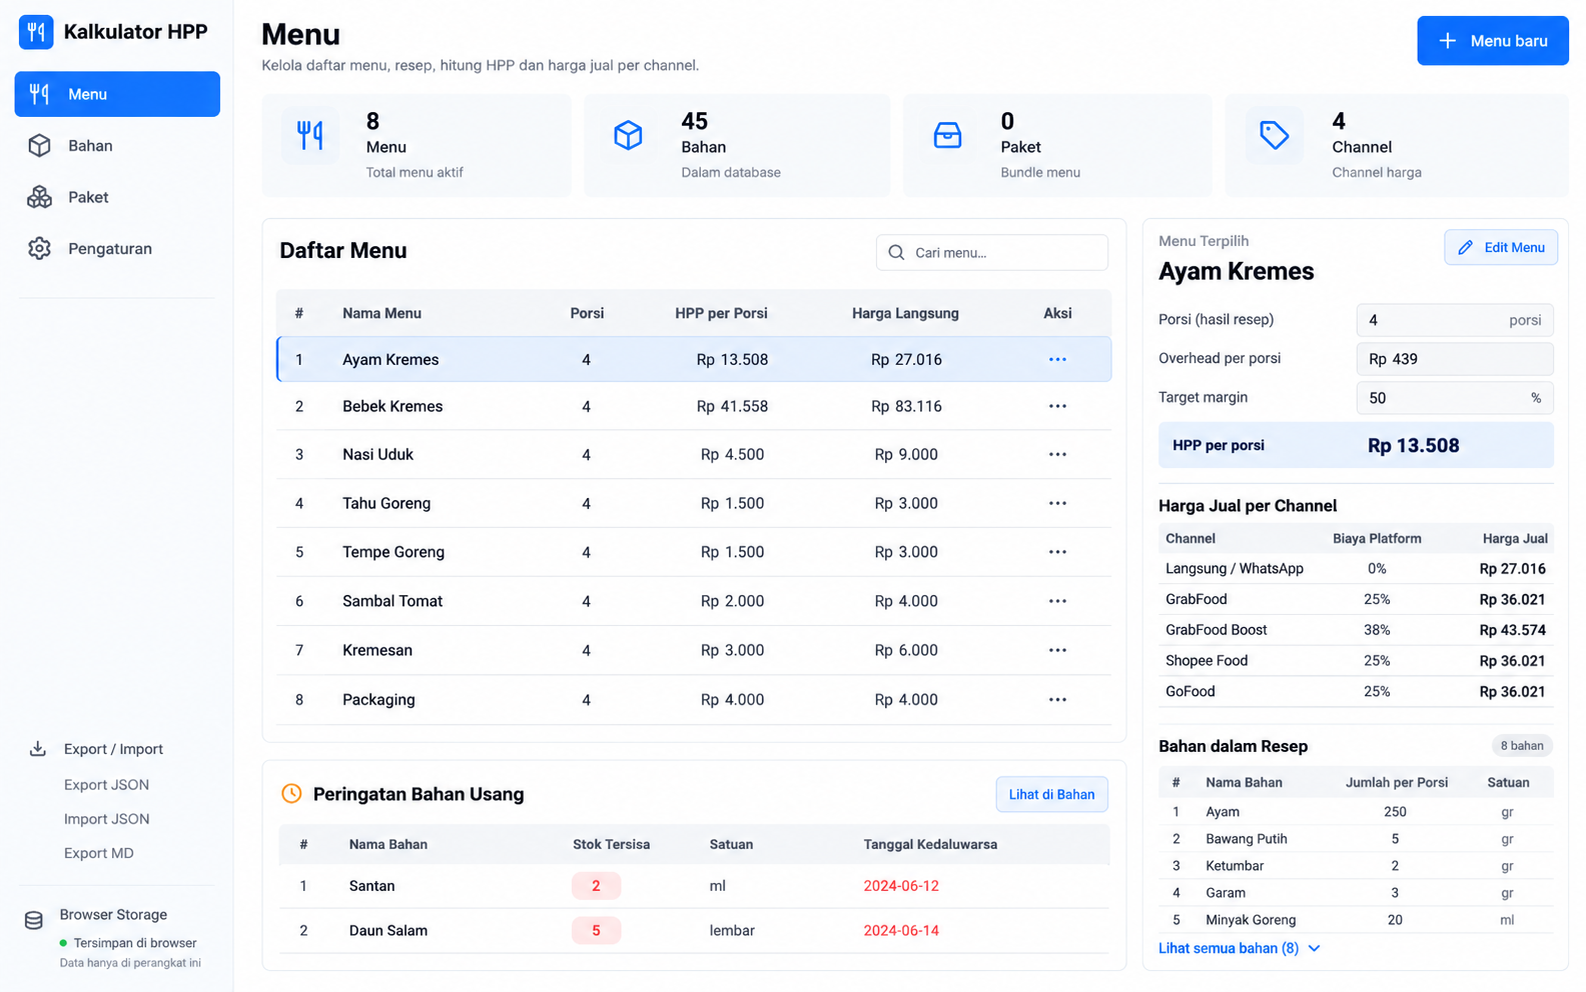 Kalkulator HPP
Menu
Bahan
Paket
Pengaturan
Export / Import
Export JSON
Import JSON
Export MD
Browser Storage
Tersimpan di browser
Data hanya di perangkat ini
Menu
Kelola daftar menu, resep, hitung HPP dan harga jual per channel.
+ Menu baru
8
Menu
Total menu aktif
45
Bahan
Dalam database
0
Paket
Bundle menu
4
Channel
Channel harga
Daftar Menu
Cari menu...
# Nama Menu Porsi HPP per Porsi Harga Langsung Aksi
1 Ayam Kremes 4 Rp 13.508 Rp 27.016 ...
2 Bebek Kremes 4 Rp 41.558 Rp 83.116 ...
3 Nasi Uduk 4 Rp 4.500 Rp 9.000 ...
4 Tahu Goreng 4 Rp 1.500 Rp 3.000 ...
5 Tempe Goreng 4 Rp 1.500 Rp 3.000 ...
6 Sambal Tomat 4 Rp 2.000 Rp 4.000 ...
7 Kremesan 4 Rp 3.000 Rp 6.000 ...
8 Packaging 4 Rp 4.000 Rp 4.000 ...
Peringatan Bahan Usang
Lihat di Bahan
# Nama Bahan Stok Tersisa Satuan Tanggal Kedaluwarsa
1 Santan 2 ml 2024-06-12
2 Daun Salam 5 lembar 2024-06-14
Menu Terpilih
Edit Menu
Ayam Kremes
Porsi (hasil resep) 4 porsi
Overhead per porsi Rp 439
Target margin 50 %
HPP per porsi Rp 13.508
Harga Jual per Channel
Channel Biaya Platform Harga Jual
Langsung / WhatsApp 0% Rp 27.016
GrabFood 25% Rp 36.021
GrabFood Boost 38% Rp 43.574
Shopee Food 25% Rp 36.021
GoFood 25% Rp 36.021
Bahan dalam Resep 8 bahan
# Nama Bahan Jumlah per Porsi Satuan
1 Ayam 250 gr
2 Bawang Putih 5 gr
3 Ketumbar 2 gr
4 Garam 3 gr
5 Minyak Goreng 20 ml
Lihat semua bahan (8)